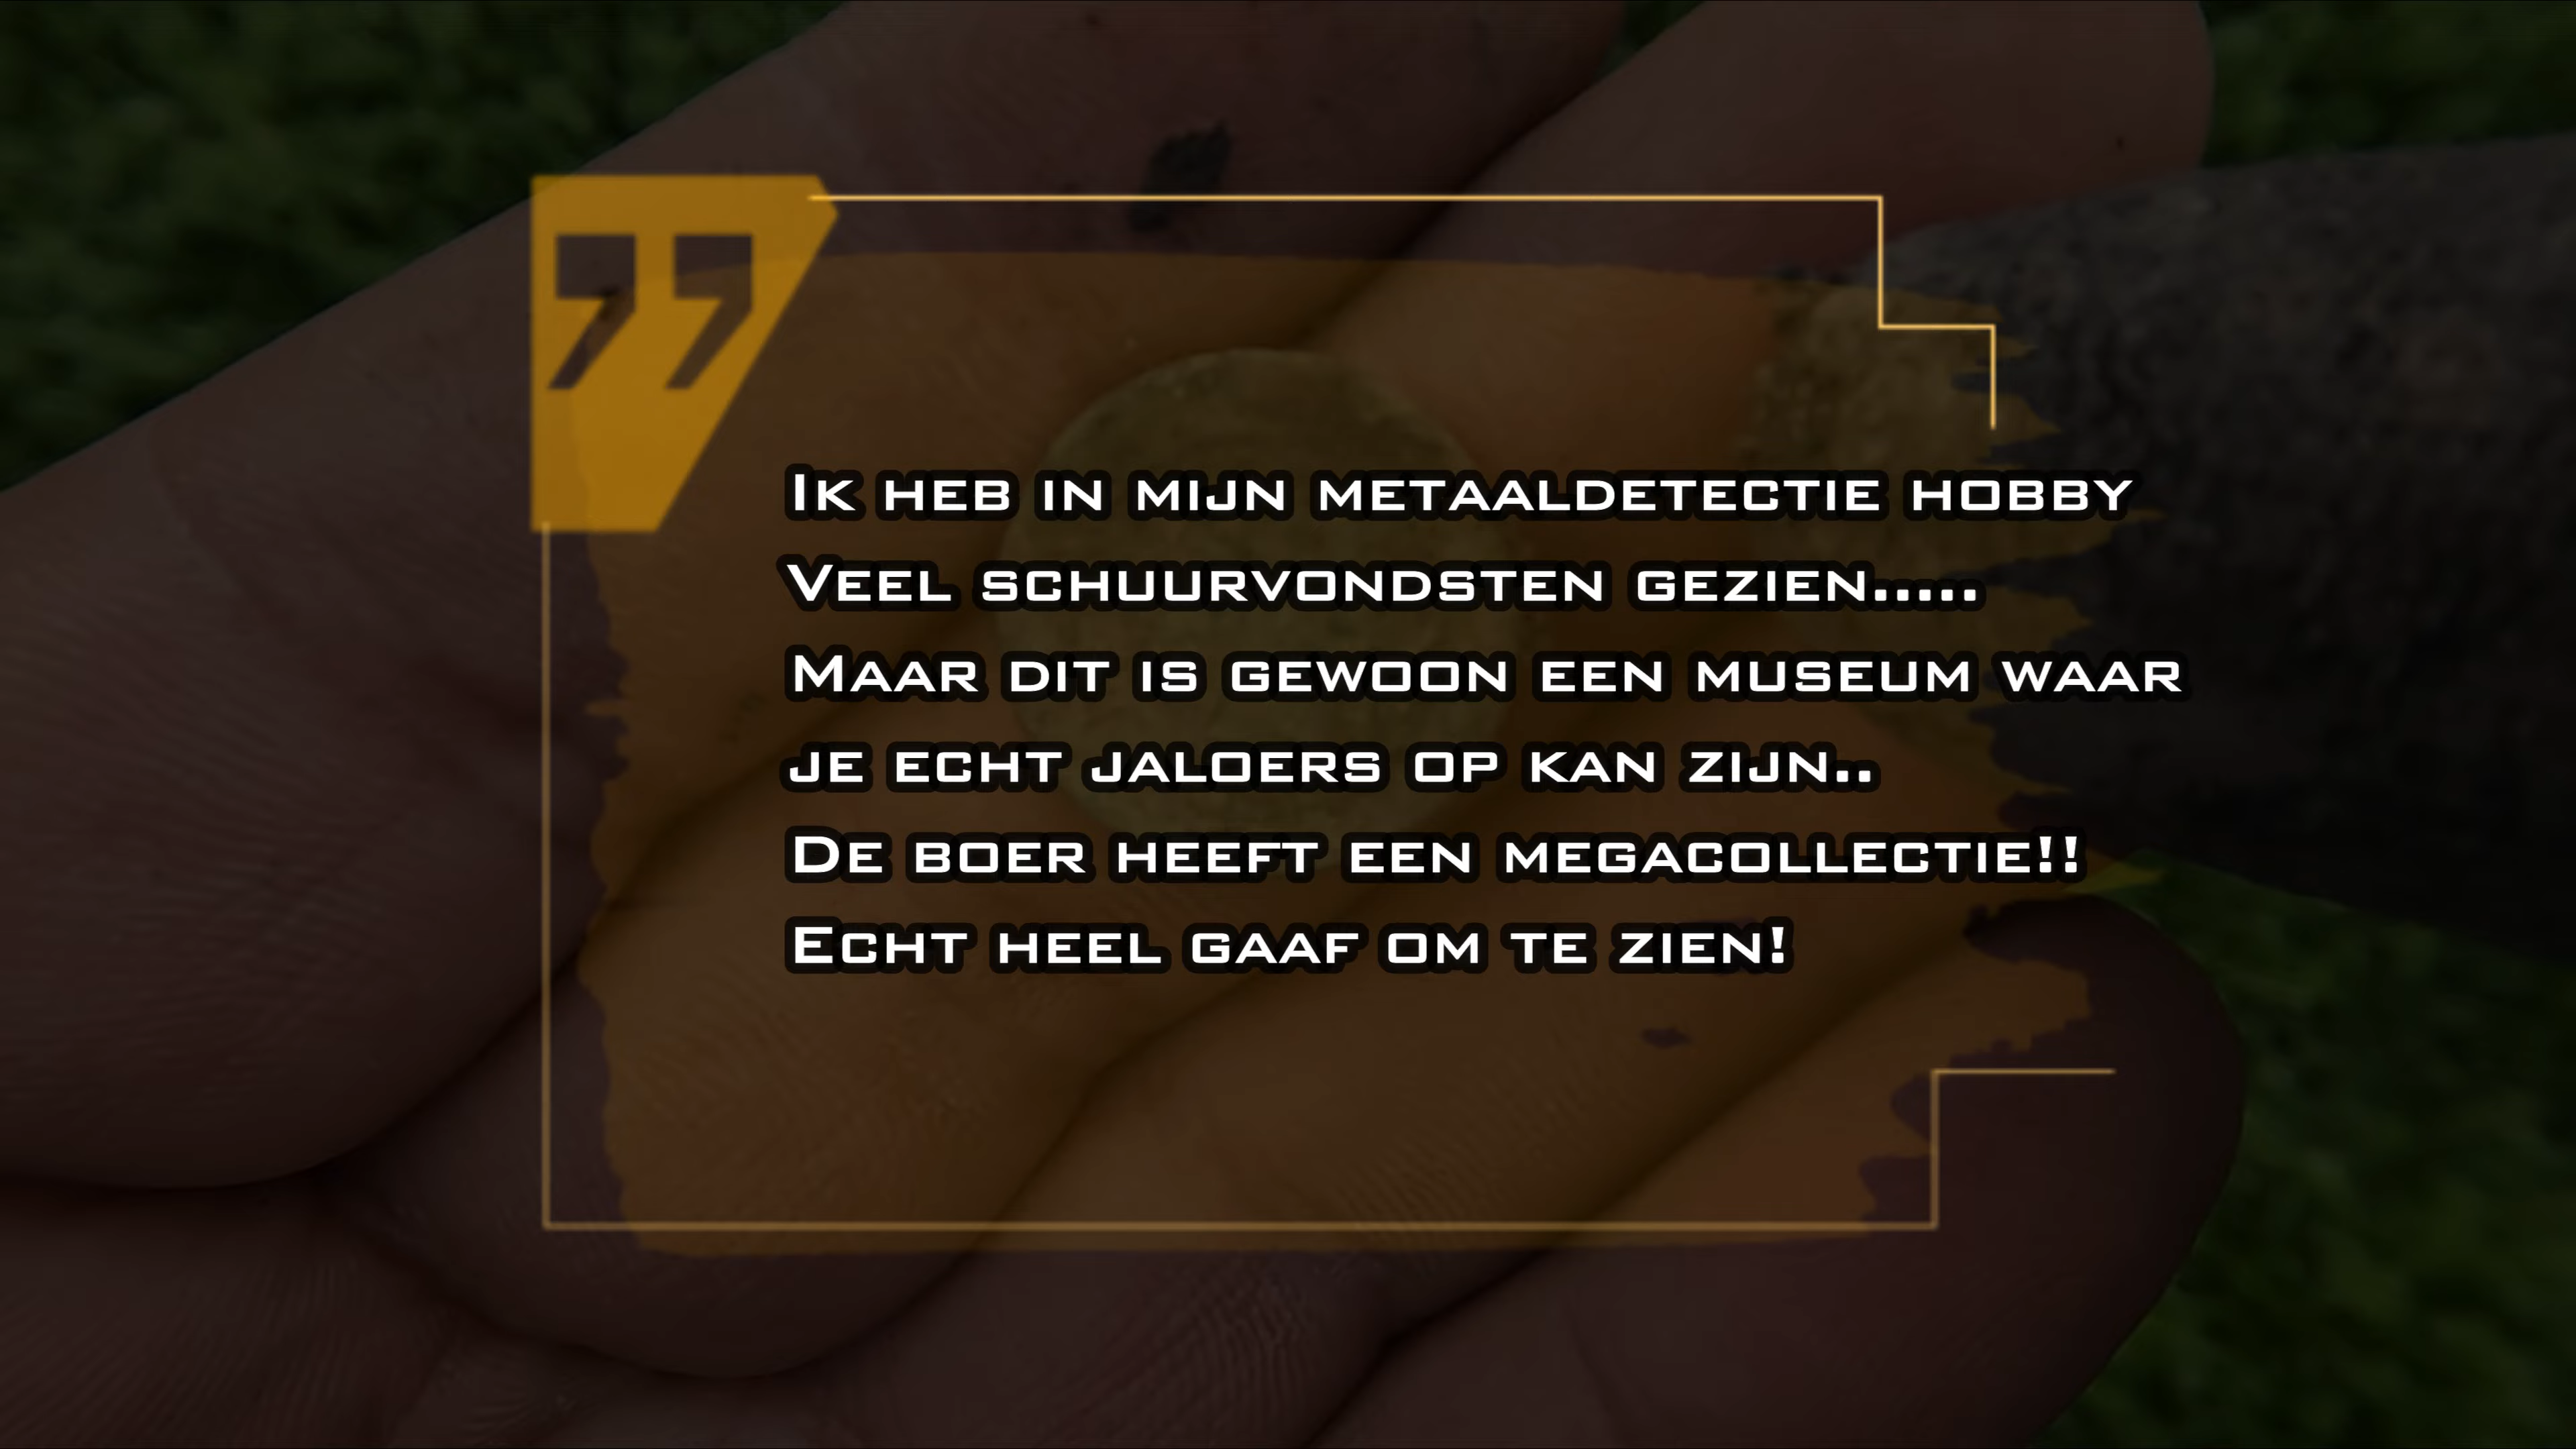 Ik heb in mijn metaaldetectie hobby
Veel schuurvondsten gezien.....
Maar dit is gewoon een museum waar
je echt jaloers op kan zijn..
De boer heeft een megacollectie!!
Echt heel gaaf om te zien!